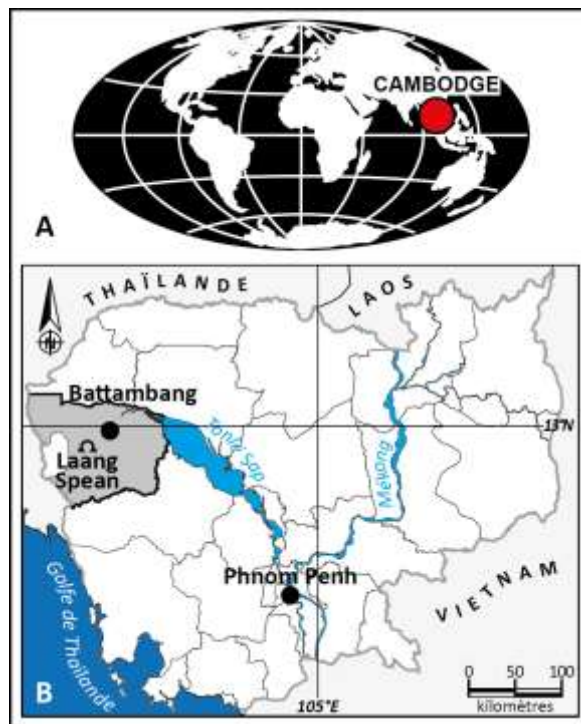 CAMBODGE
A
THAÏLANDE
LAOS
N
Battambang
13°N
Tonlé Sap
Mékong
Laang
Spean
Phnom Penh
Golfe de Thaïlande
VIETNAM
0 50 100
kilomètres
B
105°E